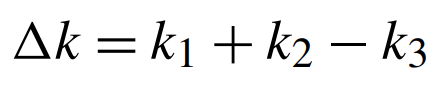 Δk = k₁ + k₂ − k₃